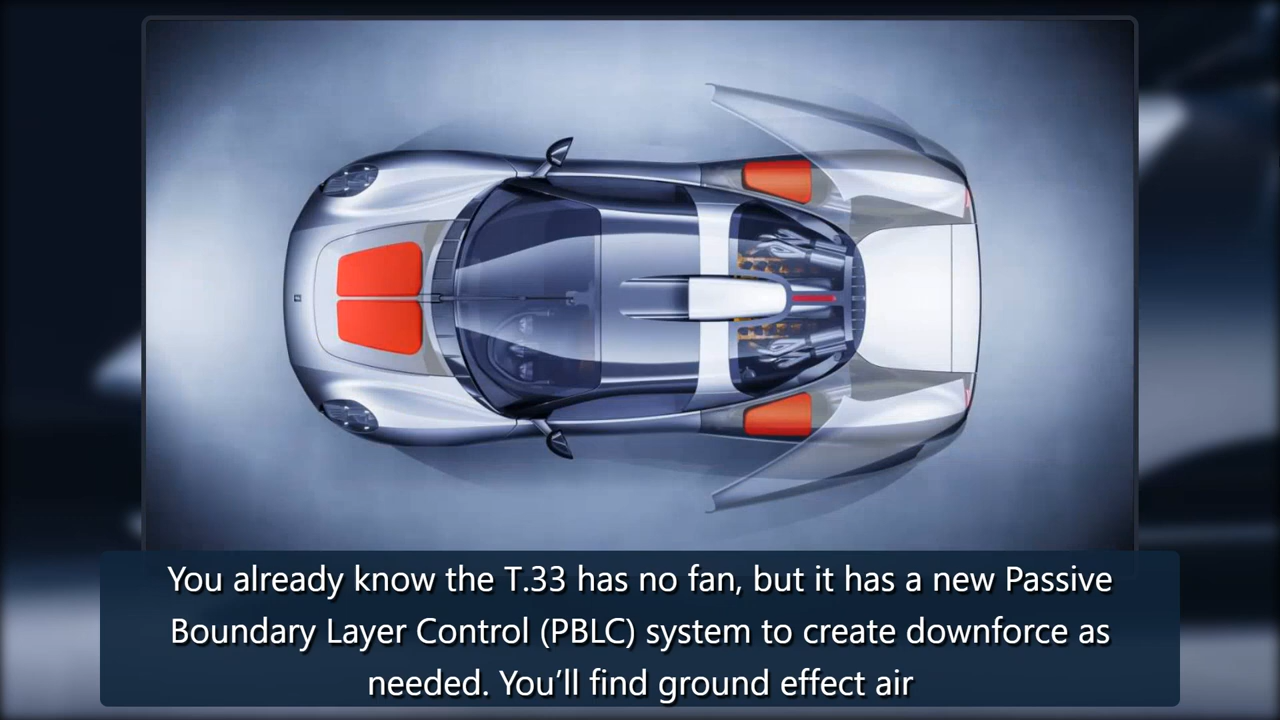 You already know the T.33 has no fan, but it has a new Passive
Boundary Layer Control (PBLC) system to create downforce as
needed. You’ll find ground effect air